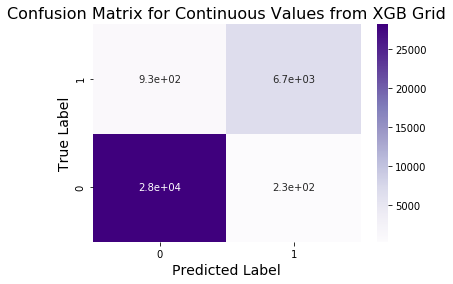 Confusion Matrix for Continuous Values from XGB Grid
True Label
1
0
9.3e+02 6.7e+03
2.8e+04 2.3e+02
0 1
Predicted Label
25000
20000
15000
10000
5000